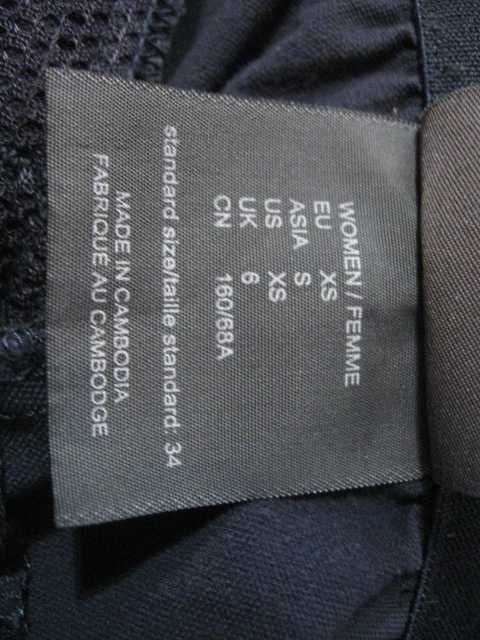 WOMEN / FEMME
EU XS
ASIA S
US XS
UK 6
CN 160/68A
standard size/taille standard: 34
MADE IN CAMBODIA
FABRIQUÉ AU CAMBODGE